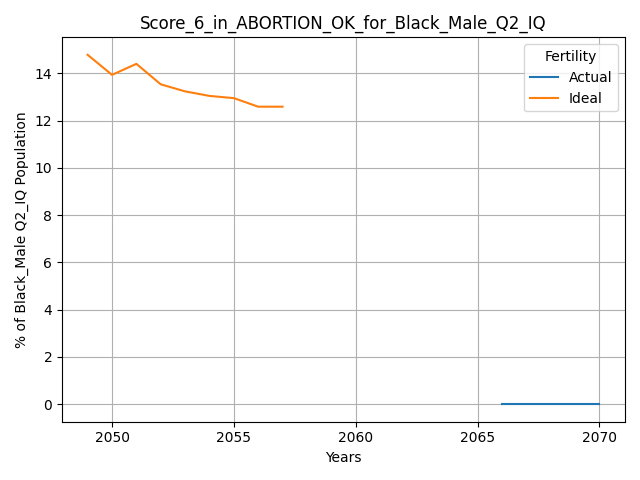 Score_6_in_ABORTION_OK_for_Black_Male_Q2_IQ
Fertility
Actual
Ideal
% of Black_Male Q2_IQ Population
14
12
10
8
6
4
2
0
2050 2055 2060 2065 2070
Years